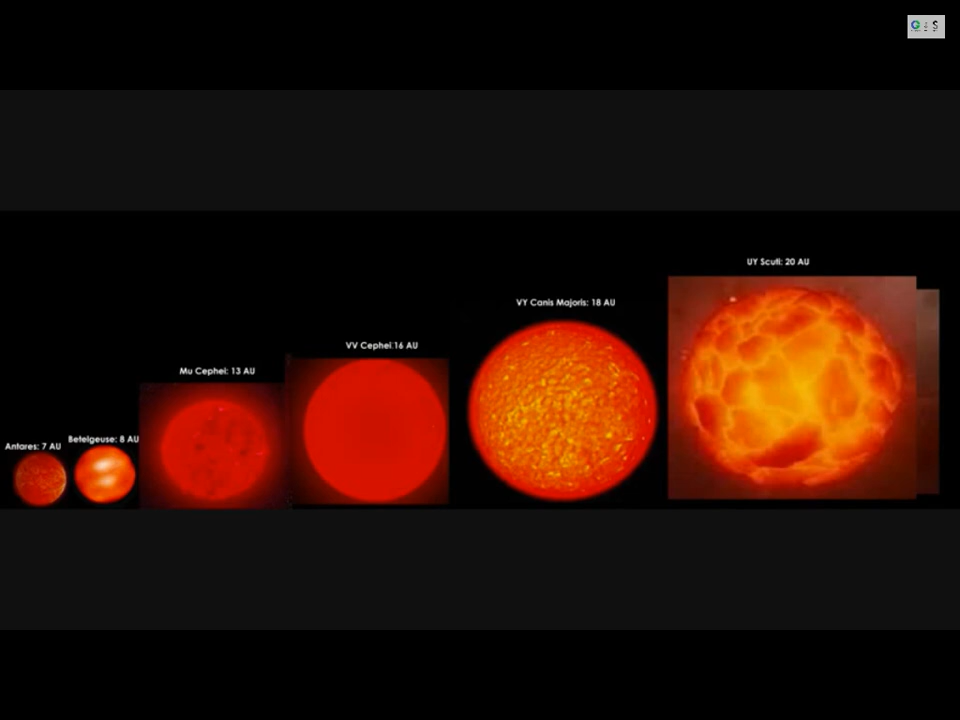 Antares: 7 AU
Betelgeuse: 8 AU
Mu Cephei: 13 AU
VV Cephei 16 AU
VY Canis Majoris: 18 AU
UY Scuti: 20 AU